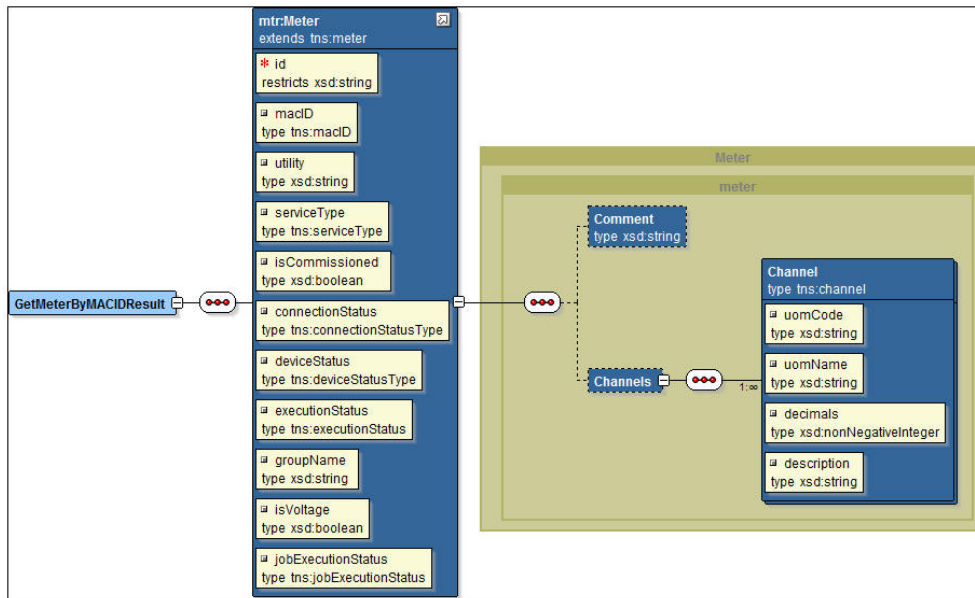 GetMeterByMACIDResult
mtr:Meter
extends tns:meter
* id
restricts xsd:string
macID
type tns:macID
utility
type xsd:string
serviceType
type tns:serviceType
isCommissioned
type xsd:boolean
connectionStatus
type tns:connectionStatusType
deviceStatus
type tns:deviceStatusType
executionStatus
type tns:executionStatus
groupName
type xsd:string
isVoltage
type xsd:boolean
jobExecutionStatus
type tns:jobExecutionStatus
Meter
meter
Comment
type xsd:string
Channels
1:∞
Channel
type tns:channel
uomCode
type xsd:string
uomName
type xsd:string
decimals
type xsd:nonNegativeInteger
description
type xsd:string